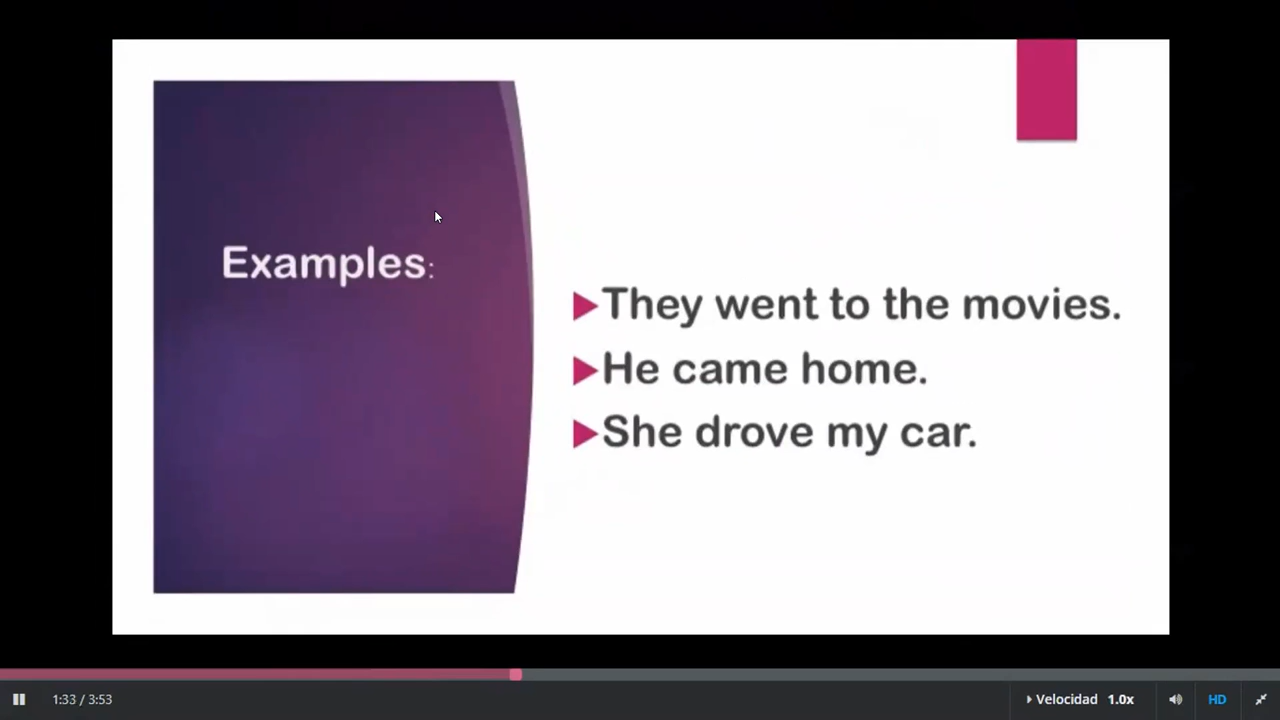 Examples:
They went to the movies.
He came home.
She drove my car.
1:33 / 3:53
Velocidad 1.0x
HD